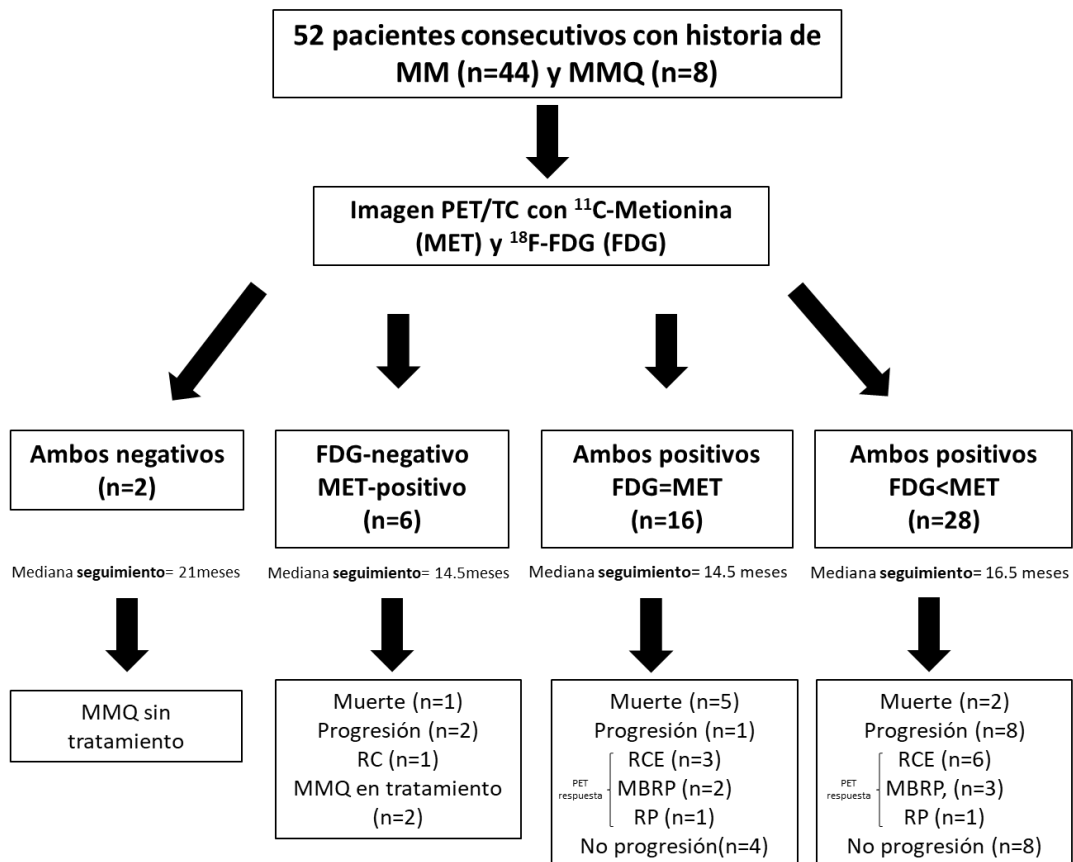 52 pacientes consecutivos con historia de
MM (n=44) y MMQ (n=8)
Imagen PET/TC con ¹¹C-Metionina
(MET) y ¹⁸F-FDG (FDG)
Ambos negativos
(n=2)
Mediana seguimiento= 21meses
MMQ sin
tratamiento
FDG-negativo
MET-positivo
(n=6)
Mediana seguimiento= 14.5meses
Muerte (n=1)
Progresión (n=2)
RC (n=1)
MMQ en tratamiento
(n=2)
Ambos positivos
FDG=MET
(n=16)
Mediana seguimiento= 14.5 meses
Muerte (n=5)
Progresión (n=1)
PET
respuesta
RCE (n=3)
MBRP (n=2)
RP (n=1)
No progresión(n=4)
Ambos positivos
FDG<MET
(n=28)
Mediana seguimiento= 16.5 meses
Muerte (n=2)
Progresión (n=8)
PET
respuesta
RCE (n=6)
MBRP, (n=3)
RP (n=1)
No progresión (n=8)